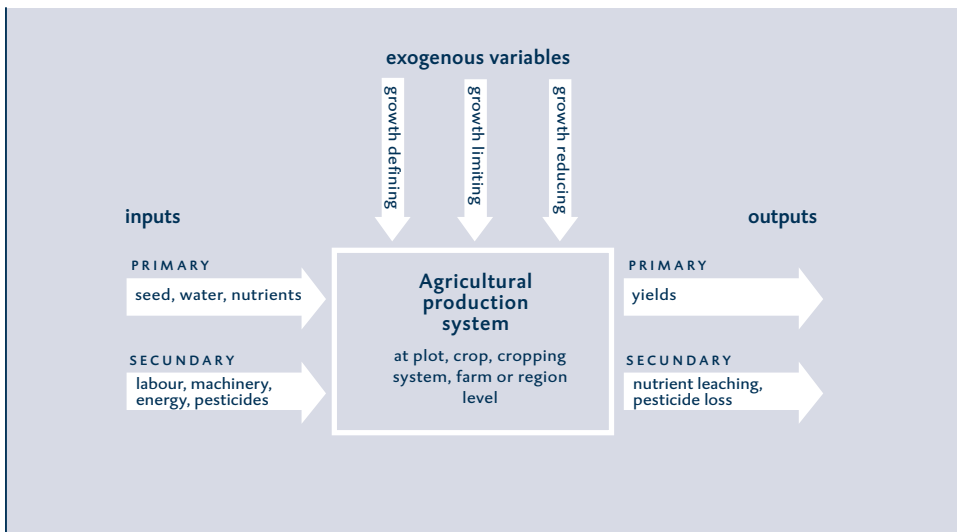 exogenous variables
growth defining
growth limiting
growth reducing
inputs
outputs
PRIMARY
seed, water, nutrients
SECUNDARY
labour, machinery,
energy, pesticides
Agricultural
production
system
at plot, crop, cropping
system, farm or region
level
PRIMARY
yields
SECUNDARY
nutrient leaching,
pesticide loss